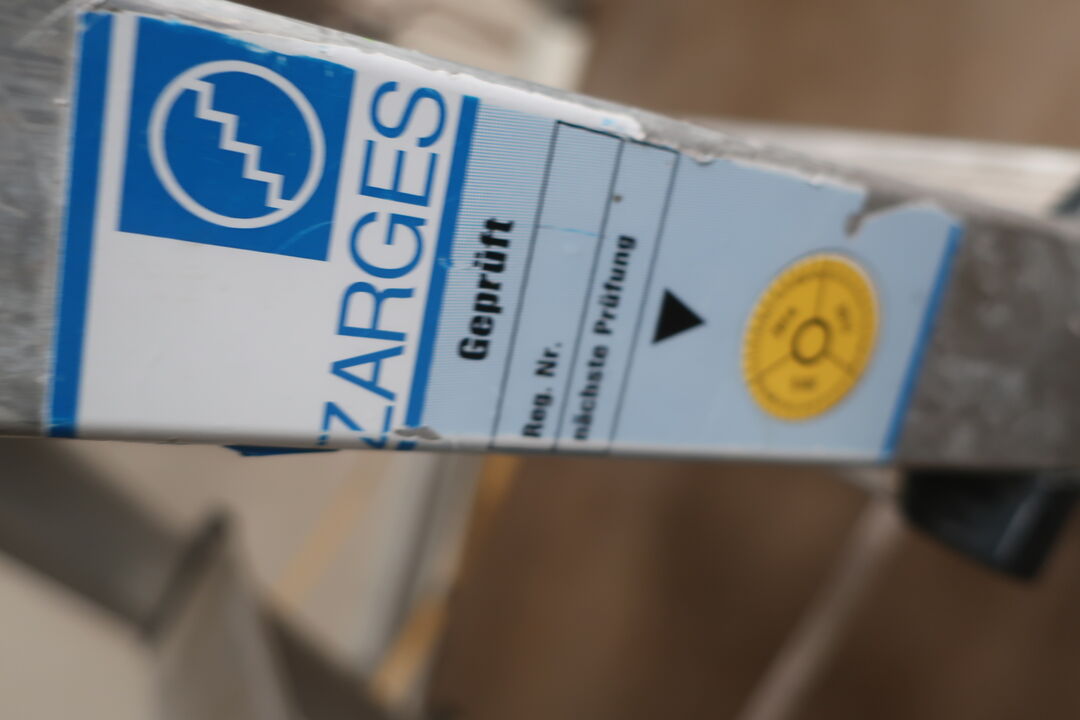 ZARGES
Geprüft
Reg. Nr.
nächste Prüfung